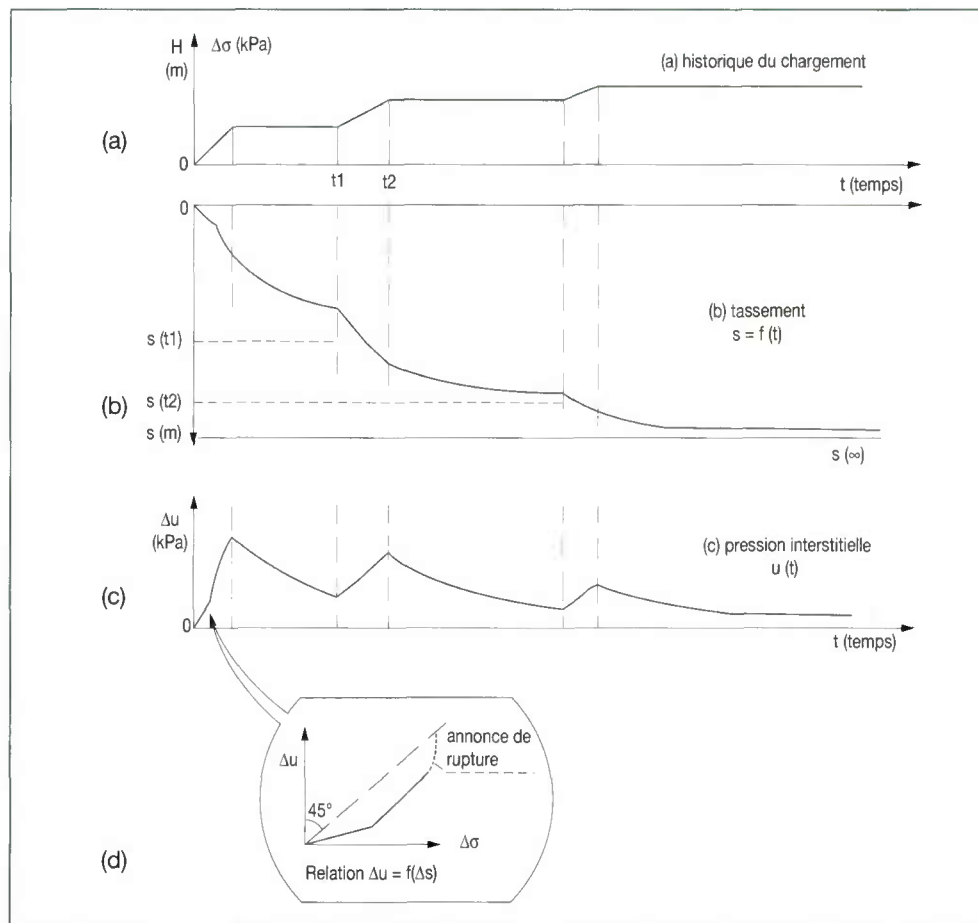 H
(m)
Δσ (kPa)
(a) historique du chargement
(a)
0
t1
t2
t (temps)
0
(b) tassement
s = f (t)
s (t1)
(b)
s (t2)
s (m)
s (∞)
Δu
(kPa)
(c) pression interstitielle
u (t)
(c)
0
t (temps)
Δu
annonce de
rupture
45°
Δσ
(d)
Relation Δu = f(Δs)